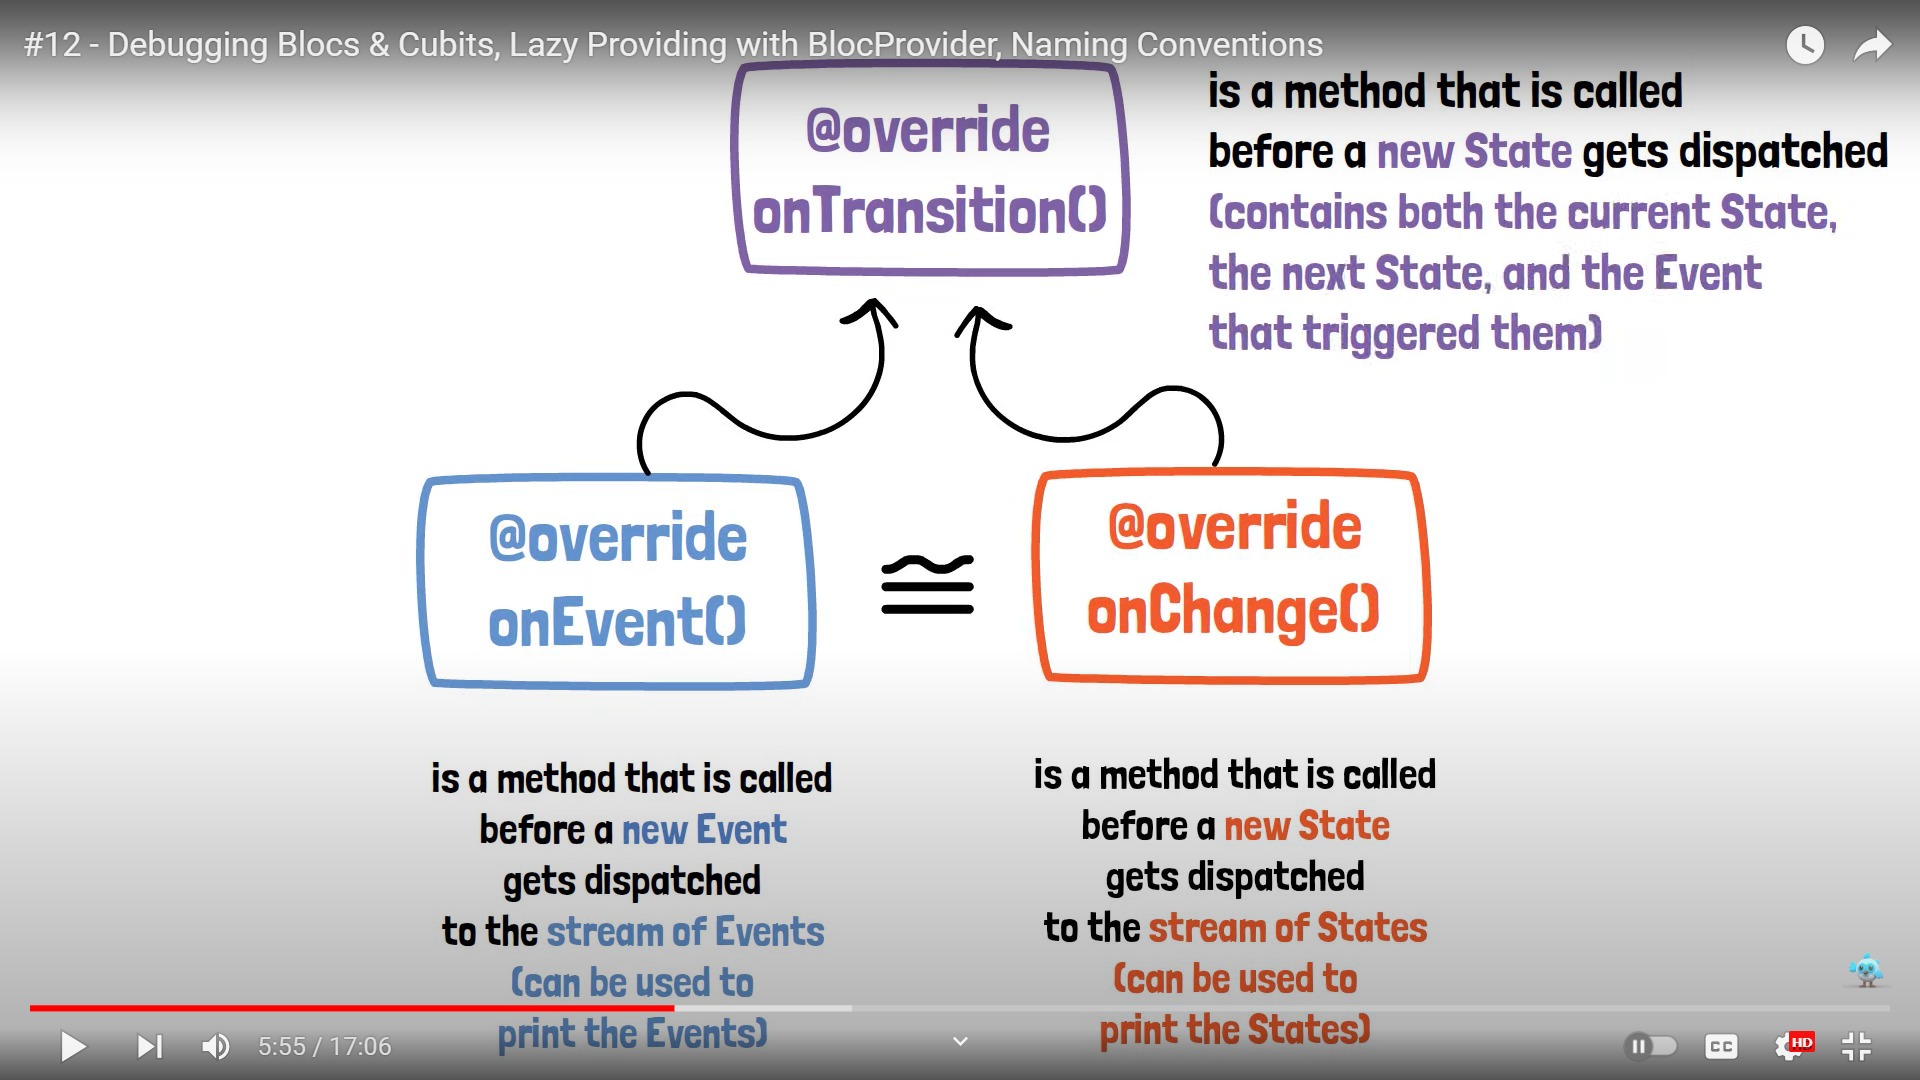 #12 - Debugging Blocs & Cubits, Lazy Providing with BlocProvider, Naming Conventions
@override
onTransition()
is a method that is called
before a new State gets dispatched
(contains both the current State,
the next State, and the Event
that triggered them)
@override
onEvent()
≅
@override
onChange()
is a method that is called
before a new Event
gets dispatched
to the stream of Events
(can be used to
print the Events)
is a method that is called
before a new State
gets dispatched
to the stream of States
(can be used to
print the States)
5:55 / 17:06
CC
HD